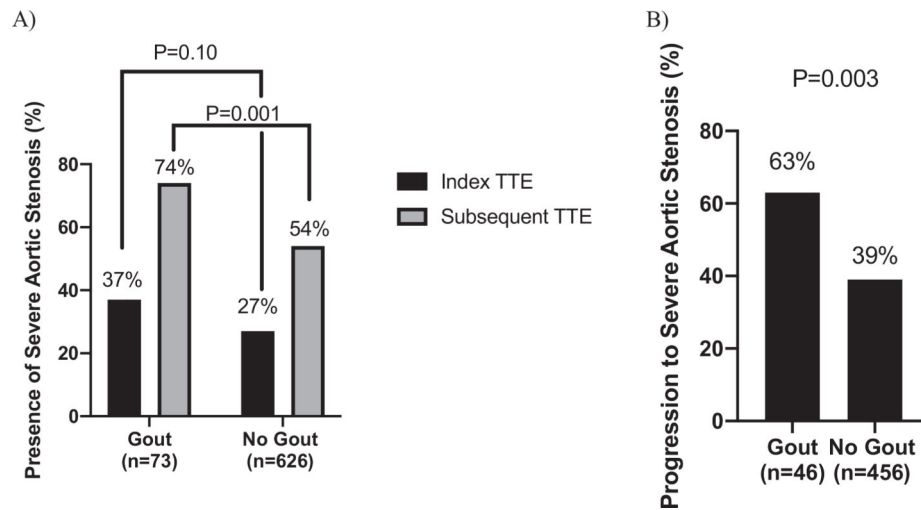 A)
P=0.10
P=0.001
Presence of Severe Aortic Stenosis (%)
80
60
40
20
0
37%
74%
27%
54%
Gout
(n=73)
No Gout
(n=626)
Index TTE
Subsequent TTE
B)
P=0.003
Progression to Severe Aortic Stenosis (%)
80
60
40
20
0
63%
39%
Gout No Gout
(n=46) (n=456)